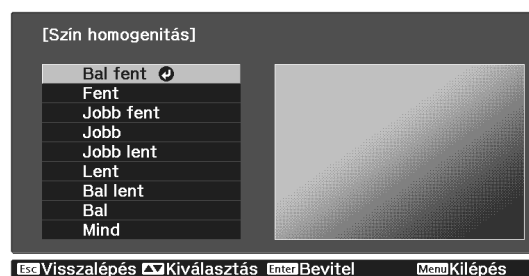 [Szín homogenitás]
Bal fent
Fent
Jobb fent
Jobb
Jobb lent
Lent
Bal lent
Bal
Mind
Esc Visszalépés Kiválasztás Enter Bevitel Menu Kilépés